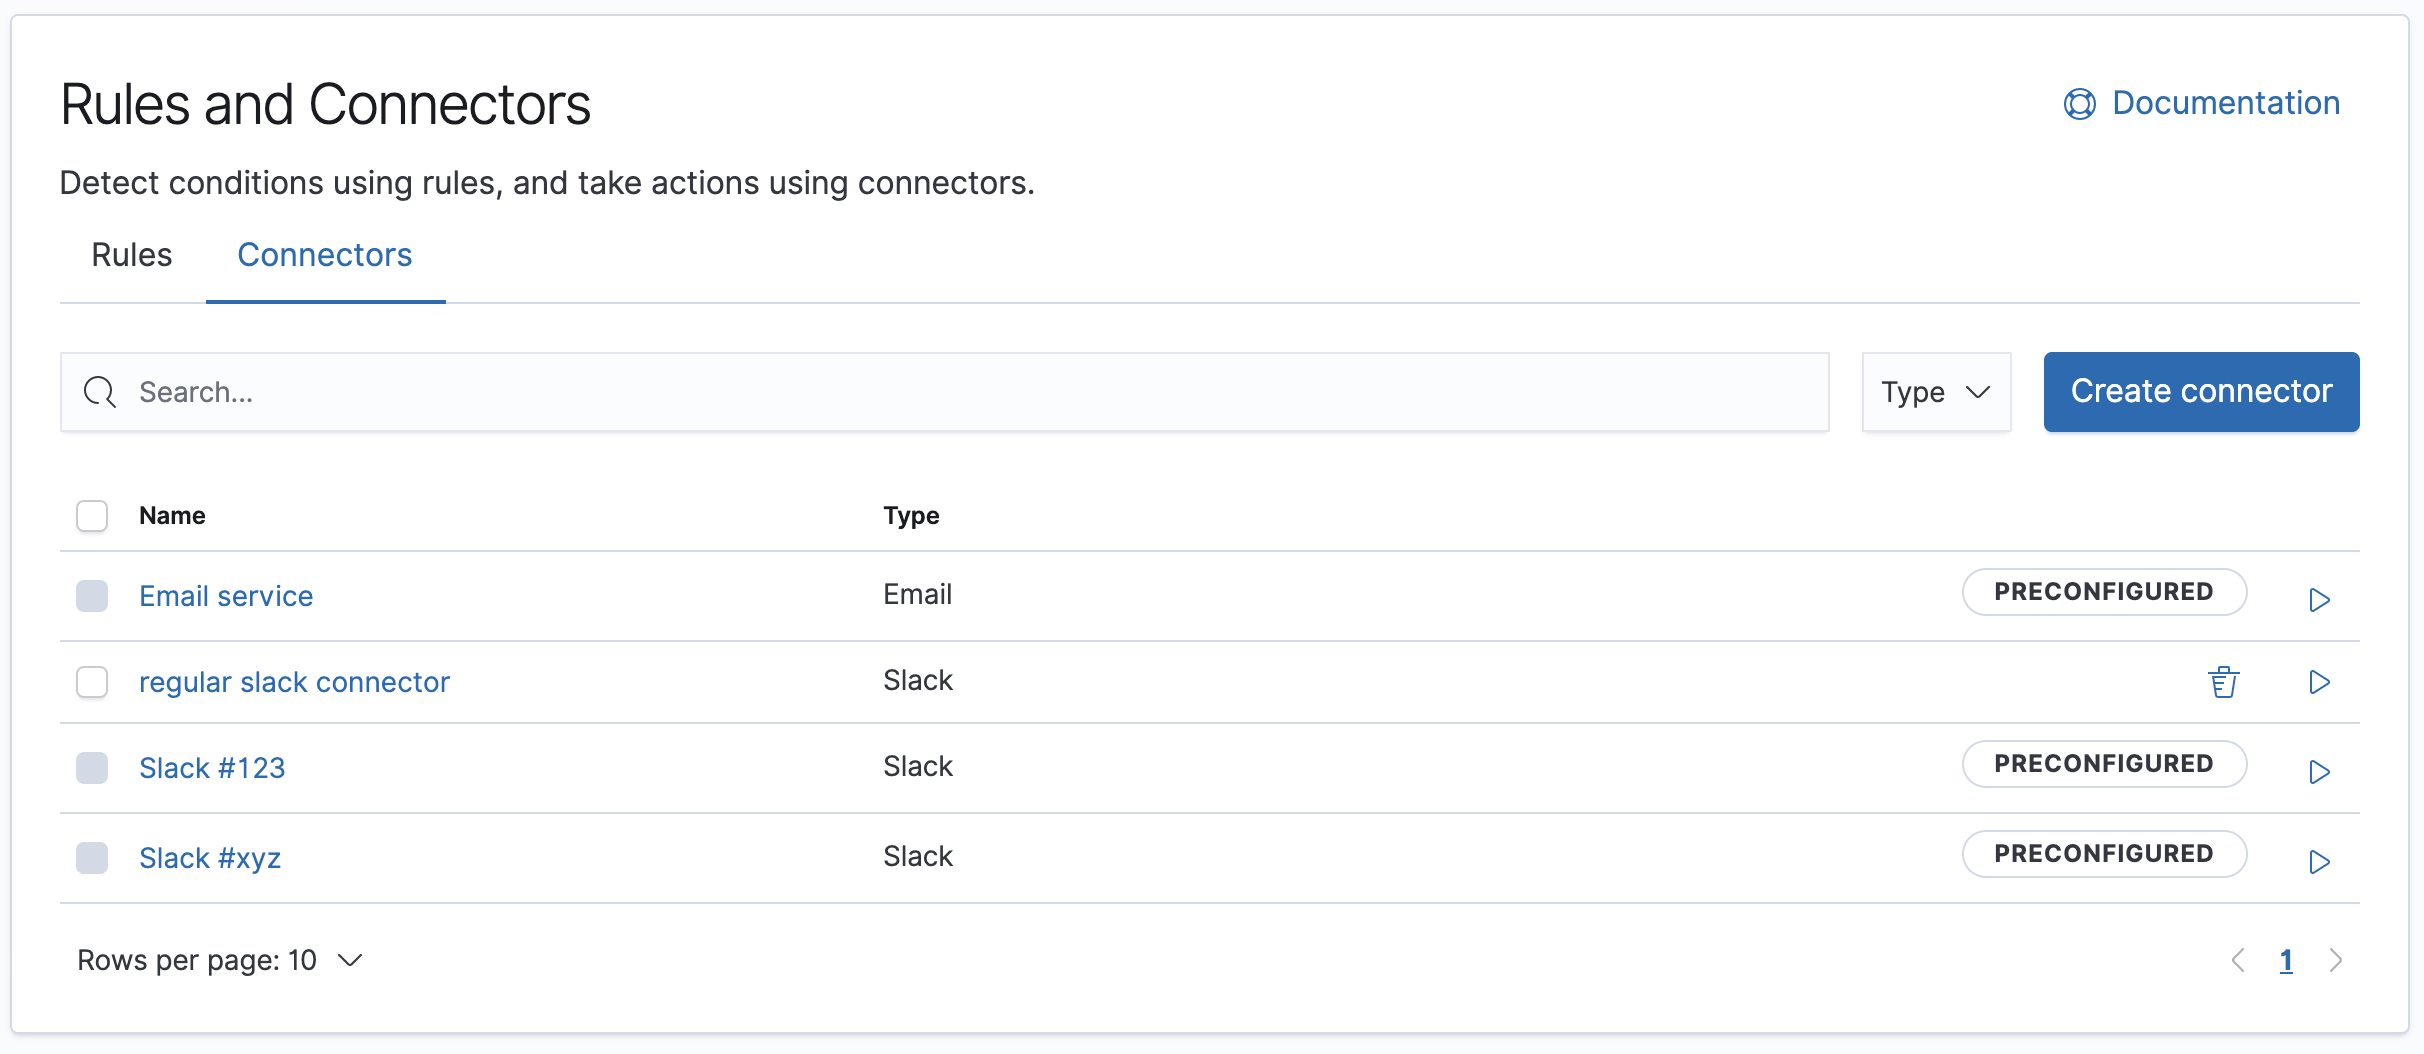 Rules and Connectors
Documentation
Detect conditions using rules, and take actions using connectors.
Rules Connectors
Search...
Type
Create connector
Name Type
Email service Email PRECONFIGURED
regular slack connector Slack
Slack #123 Slack PRECONFIGURED
Slack #xyz Slack PRECONFIGURED
Rows per page: 10
1